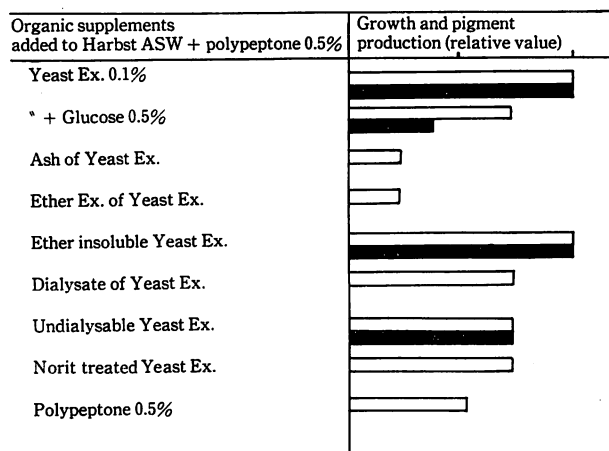 Organic supplements
added to Harbst ASW + polypeptone 0.5%
Growth and pigment
production (relative value)
Yeast Ex. 0.1%
〃 + Glucose 0.5%
Ash of Yeast Ex.
Ether Ex. of Yeast Ex.
Ether insoluble Yeast Ex.
Dialysate of Yeast Ex.
Undialysable Yeast Ex.
Norit treated Yeast Ex.
Polypeptone 0.5%